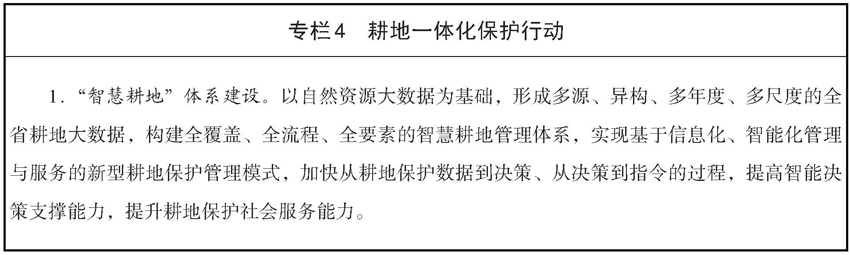 专栏4 耕地一体化保护行动
1.“智慧耕地”体系建设。以自然资源大数据为基础，形成多源、异构、多年度、多尺度的全
省耕地大数据，构建全覆盖、全流程、全要素的智慧耕地管理体系，实现基于信息化、智能化管理
与服务的新型耕地保护管理模式，加快从耕地保护数据到决策、从决策到指令的过程，提高智能决
策支撑能力，提升耕地保护社会服务能力。